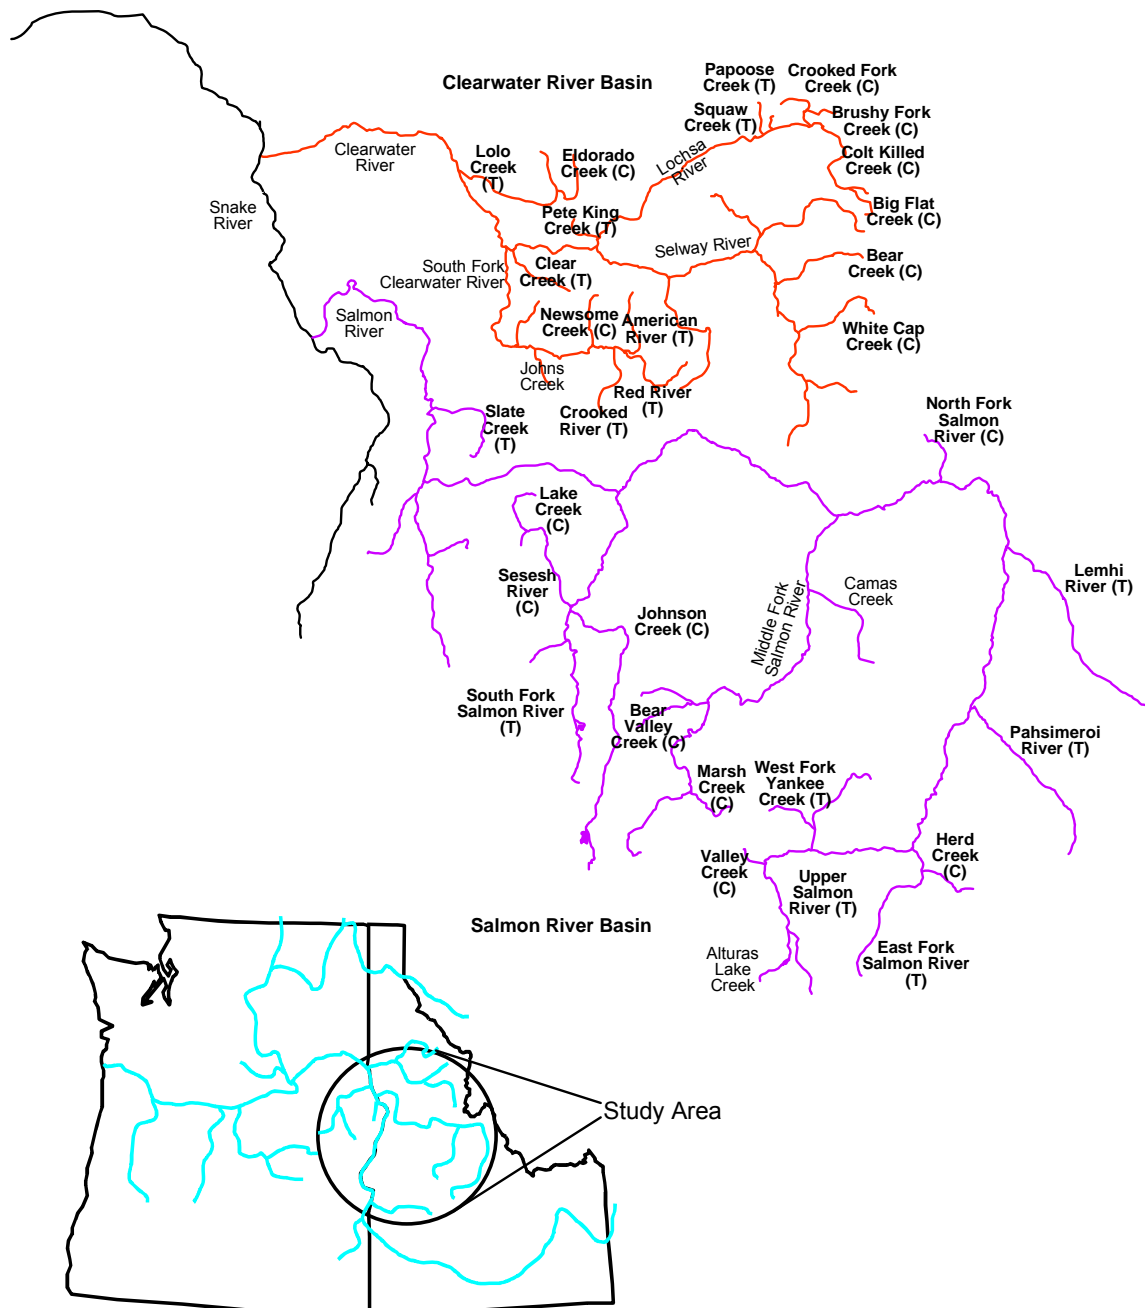 Clearwater River Basin
Papoose
Creek (T)
Crooked Fork
Creek (C)
Squaw
Creek (T)
Brushy Fork
Creek (C)
Clearwater
River
Lolo
Creek
(T)
Eldorado
Creek (C)
Lochsa
River
Colt Killed
Creek (C)
Snake
River
Pete King
Creek (T)
Big Flat
Creek (C)
Selway River
South Fork
Clearwater River
Clear
Creek (T)
Bear
Creek (C)
Salmon
River
Newsome
Creek (C)
American
River (T)
White Cap
Creek (C)
Johns
Creek
Red River
(T)
Crooked
River (T)
Slate
Creek
(T)
North Fork
Salmon
River (C)
Lake
Creek
(C)
Sesesh
River
(C)
Johnson
Creek (C)
Middle Fork
Salmon River
Camas
Creek
Lemhi
River (T)
South Fork
Salmon River
(T)
Bear
Valley
Creek (C)
Pahsimeroi
River (T)
Marsh
Creek
(C)
West Fork
Yankee
Creek (T)
Valley
Creek
(C)
Upper
Salmon
River (T)
Herd
Creek
(C)
Salmon River Basin
Alturas
Lake
Creek
East Fork
Salmon River
(T)
Study Area